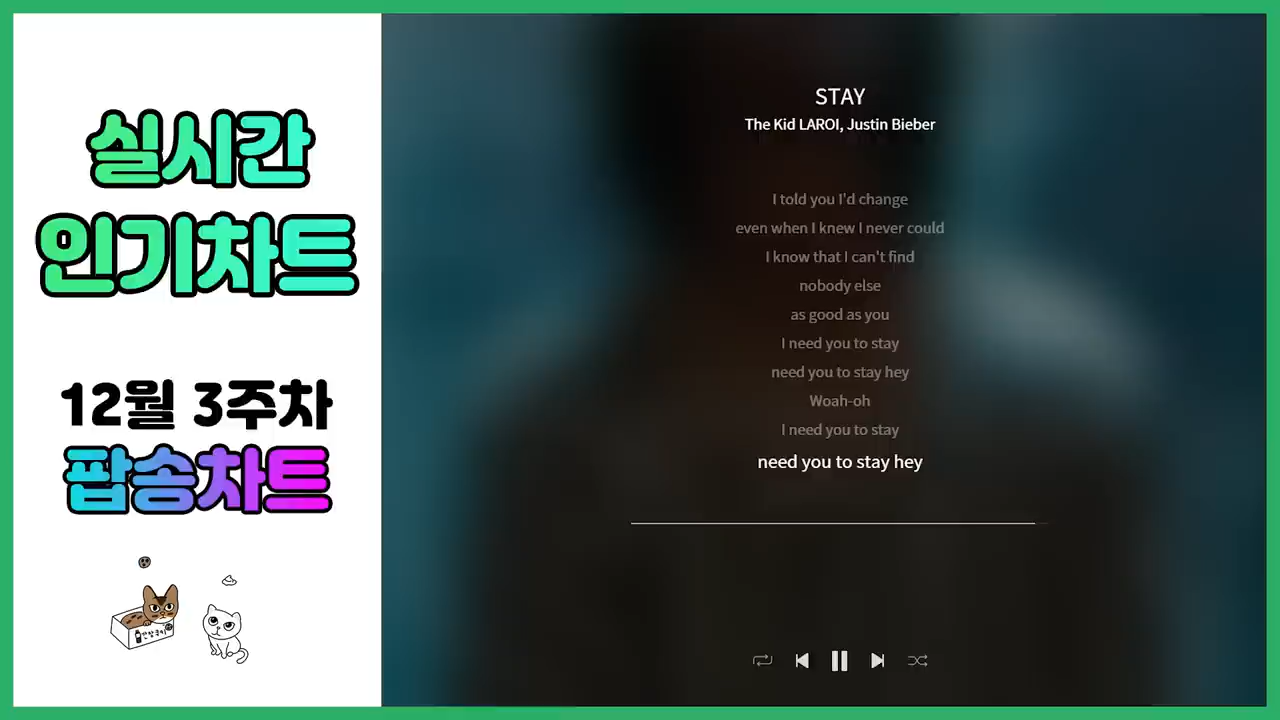 실시간
인기차트
12월 3주차
팝송차트
STAY
The Kid LAROI, Justin Bieber
I told you I'd change
even when I knew I never could
I know that I can't find
nobody else
as good as you
I need you to stay
need you to stay hey
Woah-oh
I need you to stay
need you to stay hey